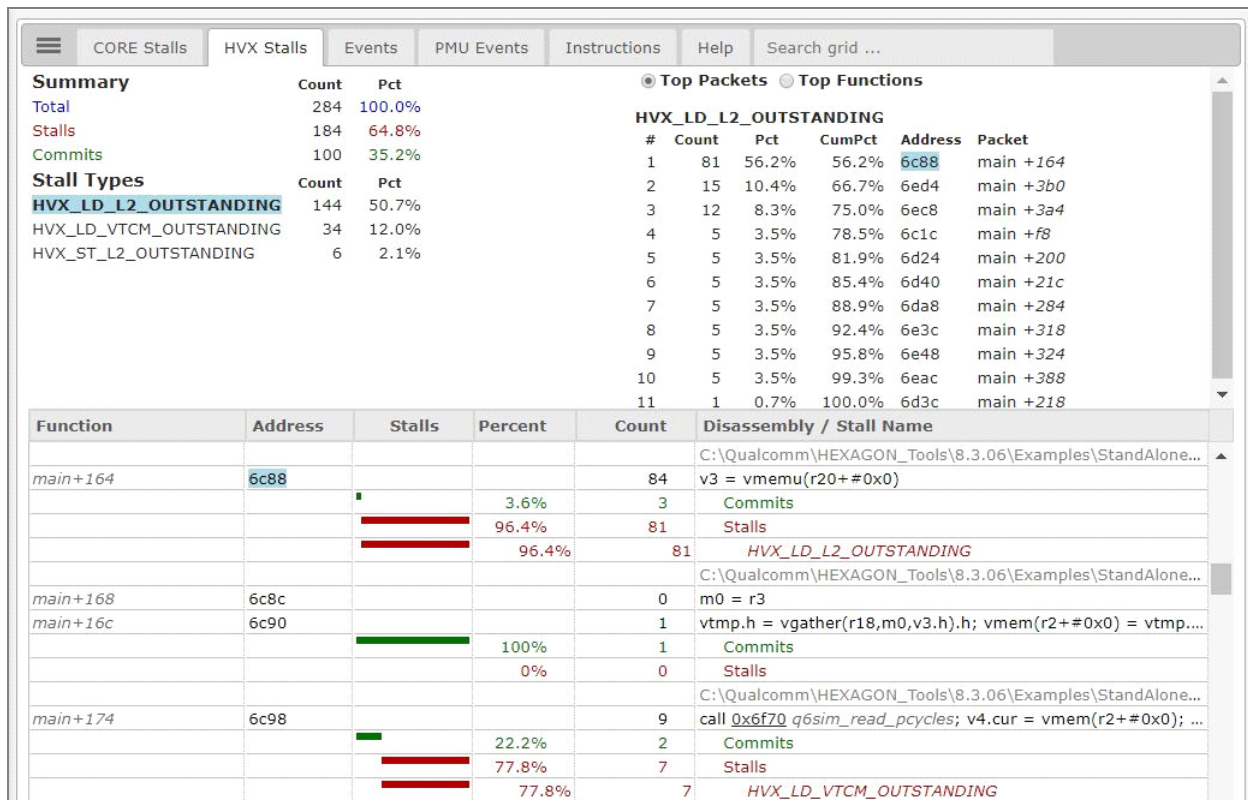 CORE Stalls HVX Stalls Events PMU Events Instructions Help Search grid ...
Summary Count Pct
Total 284 100.0%
Stalls 184 64.8%
Commits 100 35.2%
Stall Types Count Pct
HVX_LD_L2_OUTSTANDING 144 50.7%
HVX_LD_VTCM_OUTSTANDING 34 12.0%
HVX_ST_L2_OUTSTANDING 6 2.1%
Top Packets Top Functions
HVX_LD_L2_OUTSTANDING
# Count Pct CumPct Address Packet
1 81 56.2% 56.2% 6c88 main +164
2 15 10.4% 66.7% 6ed4 main +3b0
3 12 8.3% 75.0% 6ec8 main +3a4
4 5 3.5% 78.5% 6c1c main +f8
5 5 3.5% 81.9% 6d24 main +200
6 5 3.5% 85.4% 6d40 main +21c
7 5 3.5% 88.9% 6da8 main +284
8 5 3.5% 92.4% 6e3c main +318
9 5 3.5% 95.8% 6e48 main +324
10 5 3.5% 99.3% 6eac main +388
11 1 0.7% 100.0% 6d3c main +218
Function Address Stalls Percent Count Disassembly / Stall Name
C:\Qualcomm\HEXAGON_Tools\8.3.06\Examples\StandAlone...
main+164 6c88 84 v3 = vmemu(r20+#0x0)
3.6% 3 Commits
96.4% 81 Stalls
96.4% 81 HVX_LD_L2_OUTSTANDING
C:\Qualcomm\HEXAGON_Tools\8.3.06\Examples\StandAlone...
main+168 6c8c 0 m0 = r3
main+16c 6c90 1 vtmp.h = vgather(r18,m0,v3.h).h; vmem(r2+#0x0) = vtmp....
100% 1 Commits
0% 0 Stalls
C:\Qualcomm\HEXAGON_Tools\8.3.06\Examples\StandAlone...
main+174 6c98 9 call 0x6f70 q6sim_read_pcycles; v4.cur = vmem(r2+#0x0); ...
22.2% 2 Commits
77.8% 7 Stalls
77.8% 7 HVX_LD_VTCM_OUTSTANDING